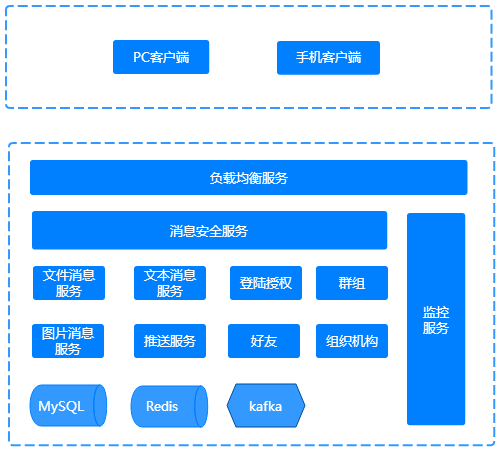 PC客户端
手机客户端
负载均衡服务
消息安全服务
监控
服务
文件消息
服务
文本消息
服务
登陆授权
群组
图片消息
服务
推送服务
好友
组织机构
MySQL
Redis
kafka